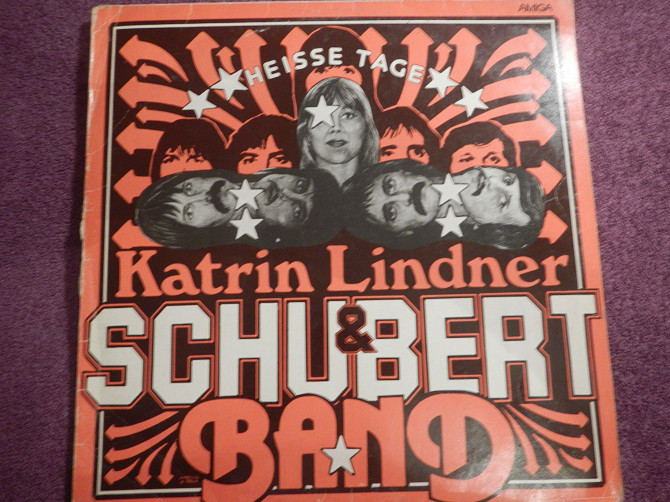 AMIGA
HEISSE TAGE
Katrin Lindner
&
SCHUBERT
BAND